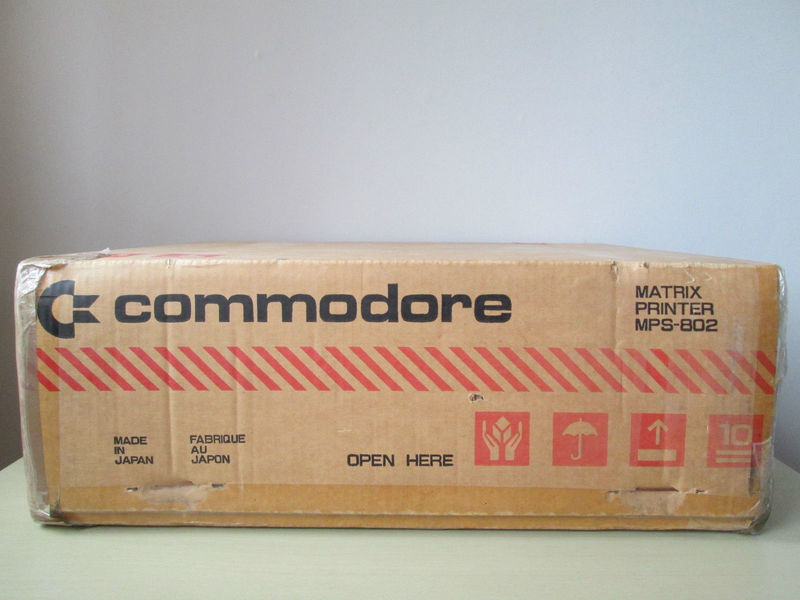 commodore
MATRIX
PRINTER
MPS-802
MADE
IN
JAPAN
FABRIQUE
AU
JAPON
OPEN HERE
10